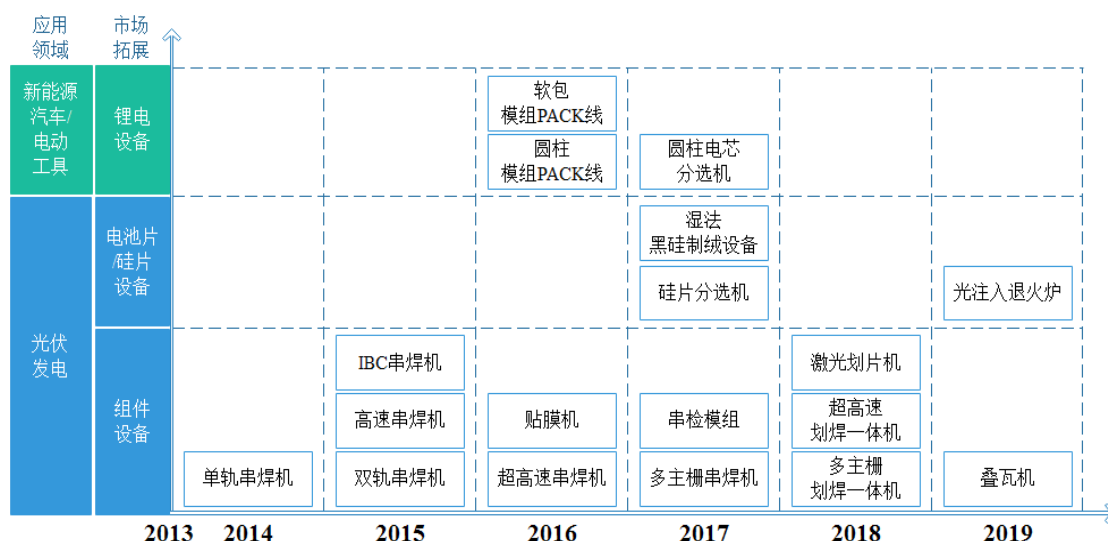 应用
领域
市场
拓展
新能源
汽车/
电动
工具
锂电
设备
软包
模组PACK线
圆柱
模组PACK线
圆柱电芯
分选机
光伏
发电
电池片
/硅片
设备
湿法
黑硅制绒设备
硅片分选机
光注入退火炉
组件
设备
IBC串焊机
激光划片机
高速串焊机
贴膜机
串检模组
超高速
划焊一体机
单轨串焊机
双轨串焊机
超高速串焊机
多主栅串焊机
多主栅
划焊一体机
叠瓦机
2013
2014
2015
2016
2017
2018
2019